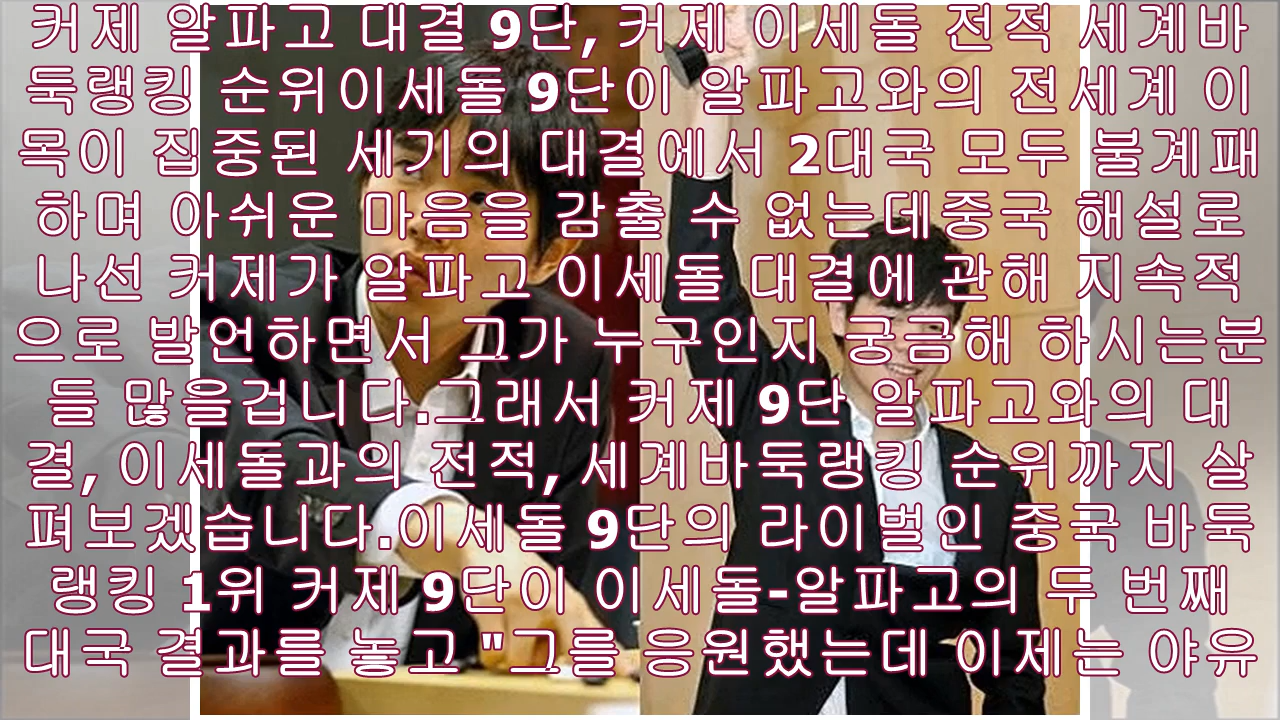 커제 알파고 대결 9단, 커제 이세돌 전적 세계바
둑랭킹 순위이세돌 9단이 알파고와의 전세계 이
목이 집중된 세기의 대결에서 2대국 모두 불계패
하며 아쉬운 마음을 감출 수 없는데중국 해설로
나선 커제가 알파고 이세돌 대결에 관해 지속적
으로 발언하면서 그가 누구인지 궁금해 하시는분
들 많을겁니다.그래서 커제 9단 알파고와의 대
결, 이세돌과의 전적, 세계바둑랭킹 순위까지 살
펴보겠습니다.이세돌 9단의 라이벌인 중국 바둑
랭킹 1위 커제 9단이 이세돌-알파고의 두 번째
대국 결과를 놓고 "그를 응원했는데 이제는 야유